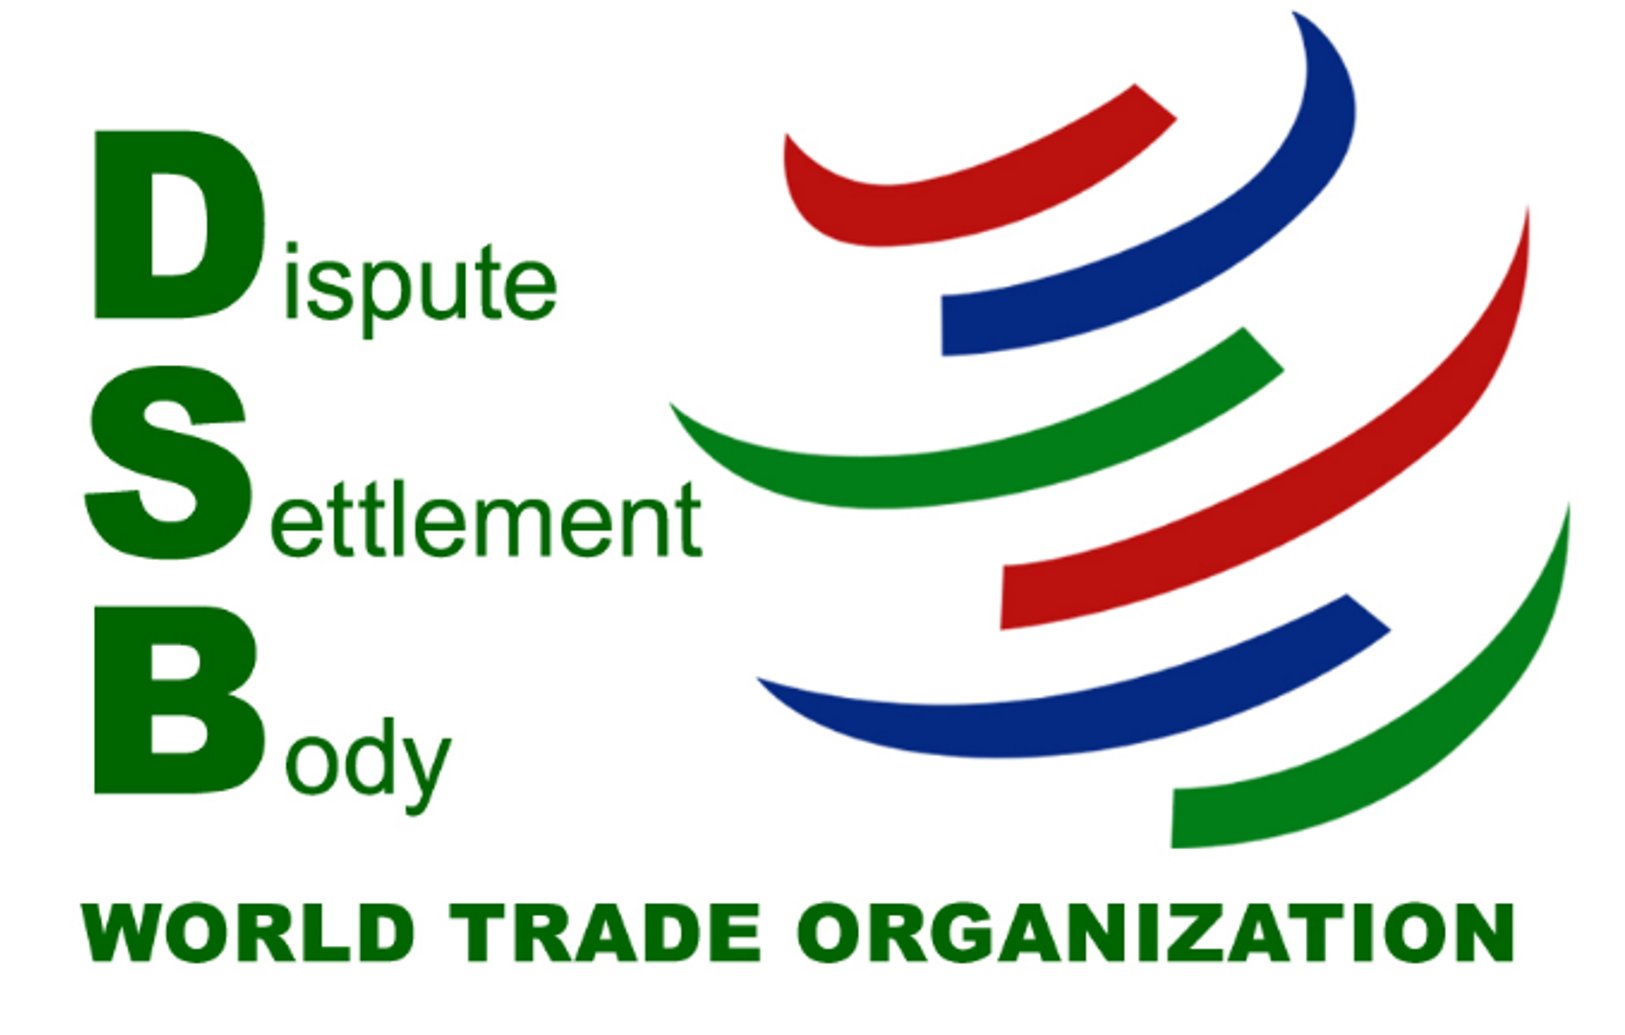 Dispute
Settlement
Body
WORLD TRADE ORGANIZATION